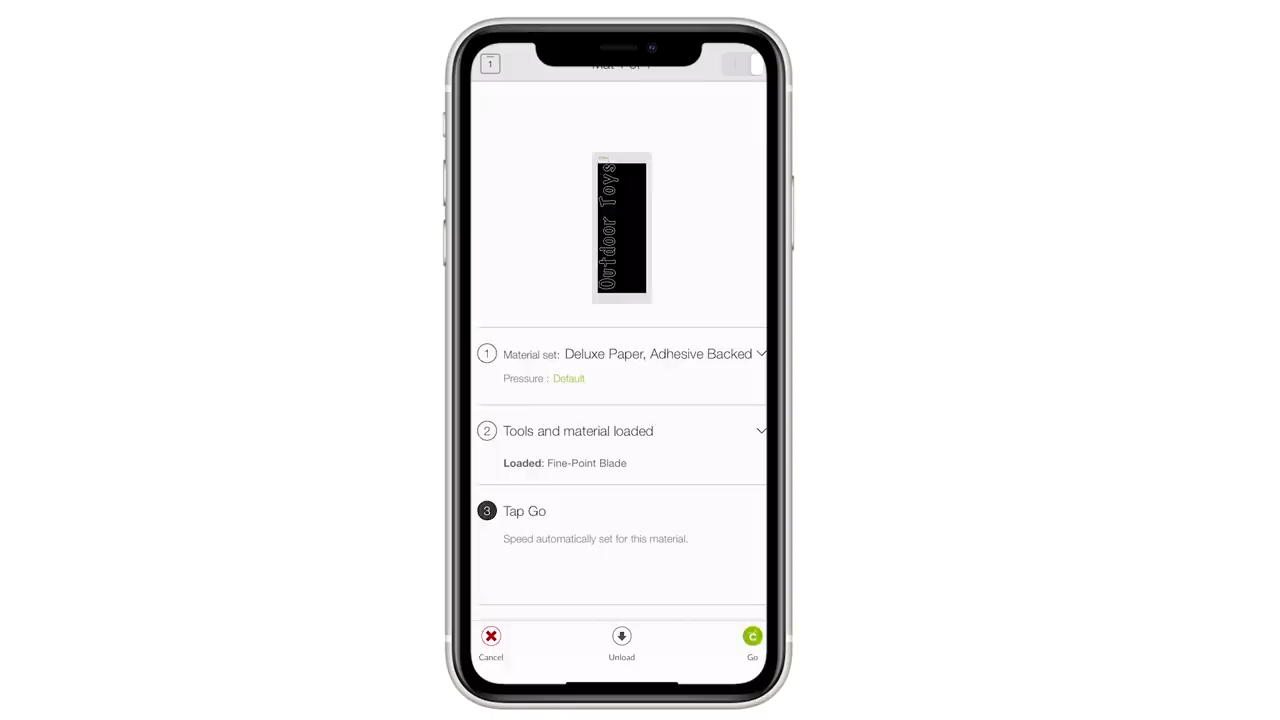 1
Outdoor Toys
1 Material set: Deluxe Paper, Adhesive Backed
Pressure : Default
2 Tools and material loaded
Loaded: Fine-Point Blade
3 Tap Go
Speed automatically set for this material.
Cancel Unload Go